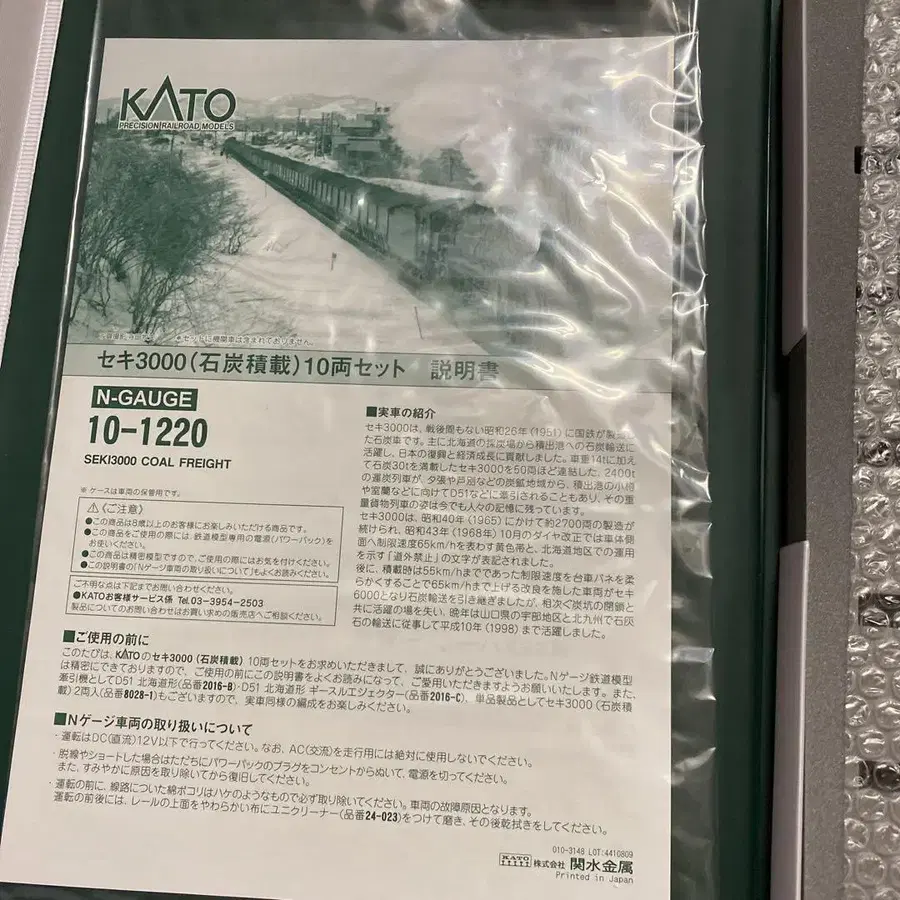 KATO
PRECISION RAILROAD MODELS
※セットに機関車は含まれておりません。
セキ3000(石炭積載)10両セット 説明書
N-GAUGE
10-1220
SEKI3000 COAL FREIGHT
※ケースは車両の保管用です。
⚠〈ご注意〉
●この商品は8歳以上のお客様にお楽しみいただける商品です。
●この商品をご使用の際には、鉄道模型専用の電源(パワーパック)を
お使いください。
●この商品は精密模型ですので、ご使用の際にはお気を付けください。
●この説明書の「Nゲージ車両の取り扱いについて」もよくお読みください。
ご不明な点は下記までお問い合わせください。
●KATOお客様サービス係 Tel.03-3954-2503
製品についてのお問い合わせはお買い求めの販売店へご相談ください。
■実車の紹介
セキ3000は、戦後間もない昭和26年(1951)に国鉄が製造し
た石炭車です。主に北海道の採炭場から積出港への石炭輸送に
活躍し、日本の復興と経済成長に貢献しました。車重14tに加え
て石炭30tを満載したセキ3000を50両ほど連結した、2400t
の運炭列車が、夕張や芦別などの炭鉱地域から、積出港の小樽
や室蘭などに向けてD51などに牽引されることもあり、その重
量貨物列車の姿は今でも人々の記憶に残っています。
セキ3000は、昭和40年(1965)にかけて約2700両の製造が
続けられ、昭和43年(1968)10月のダイヤ改正では車体側
面へ制限速度65km/hを表わす黄色帯と、北海道地区での運用
を示す「道外禁止」の文字が表記されました。
後に、積載時は55km/hまでであった制限速度を台車バネを柔
らかくすることで65km/hまで上げる改良を施した車両がセキ
6000となり石炭輸送を引き継ぎましたが、相次ぐ炭坑の閉鎖と
共に活躍の場を失い、晩年は山口県の宇部地区と北九州で石灰
石の輸送に従事して平成10年(1998)まで活躍しました。
■ご使用の前に
このたびは、KATOのセキ3000(石炭積載)10両セットをお求めいただきまして、誠にありがとうございました。Nゲージ鉄道模型
は精密にできておりますので、ご使用の前にこの説明書をよくお読みになって、ご愛用いただきますようお願いいたします。また、
牽引機としてD51 北海道形(品番2016-B)・D51 北海道形 ギースルエジェクター(品番2016-C)、単品製品としてセキ3000(石炭積
載)2両入(品番8028-1)もございますので、実車同様の編成をお楽しみください。
■Nゲージ車両の取り扱いについて
・運転はDC(直流)12V以下で行ってください。なお、AC(交流)を走行用には絶対に使用しないでください。
・脱線やショートした場合はただちにパワーパックのプラグをコンセントからぬいて、電源を切ってください。
また、すみやかに原因を取り除いてから復旧してください。
・運転の前に、線路についた綿ボコリはハケのようなもので必ず取り除いてください。車両の故障原因となります。
運転の前後には、レールの上面をやわらかい布にユニクリーナー(品番24-023)をつけて磨き、その後乾拭きをしてください。
010-3148 LOT:4410809
KATO 株式会社 関水金属
Printed in Japan